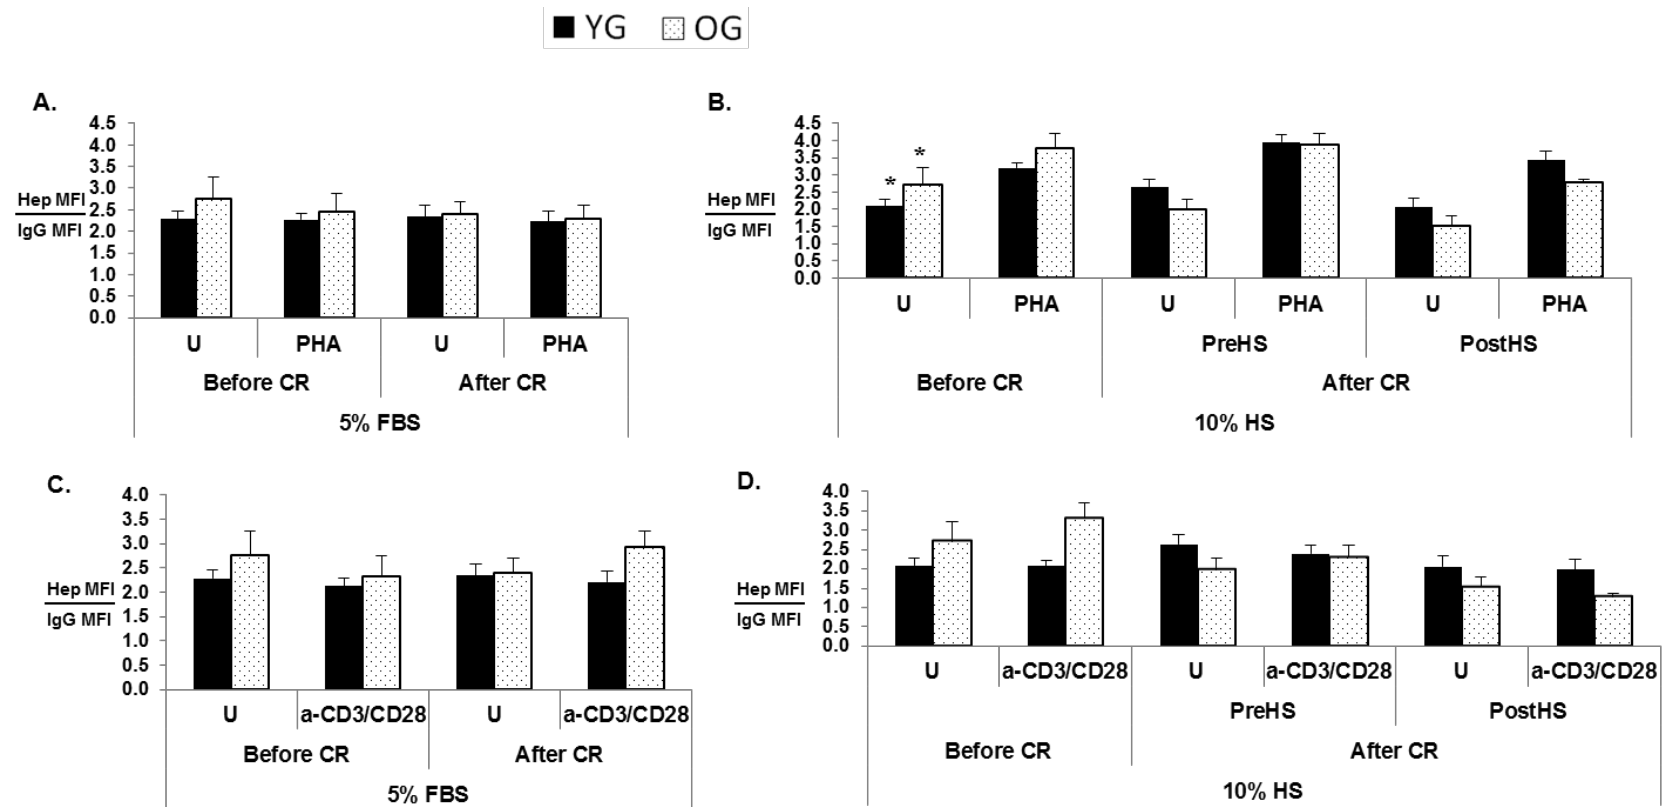 YG OG
A.
4.5
4.0
3.5
3.0
2.5
2.0
1.5
1.0
0.5
0.0
Hep MFI
IgG MFI
U PHA U PHA
Before CR After CR
5% FBS
B.
4.5
4.0
3.5
3.0
2.5
2.0
1.5
1.0
0.5
0.0
Hep MFI
IgG MFI
* *
U PHA U PHA U PHA
PreHS PostHS
Before CR After CR
10% HS
C.
4.0
3.5
3.0
2.5
2.0
1.5
1.0
0.5
0.0
Hep MFI
IgG MFI
U a-CD3/CD28 U a-CD3/CD28
Before CR After CR
5% FBS
D.
4.0
3.5
3.0
2.5
2.0
1.5
1.0
0.5
0.0
Hep MFI
IgG MFI
U a-CD3/CD28 U a-CD3/CD28 U a-CD3/CD28
PreHS PostHS
Before CR After CR
10% HS